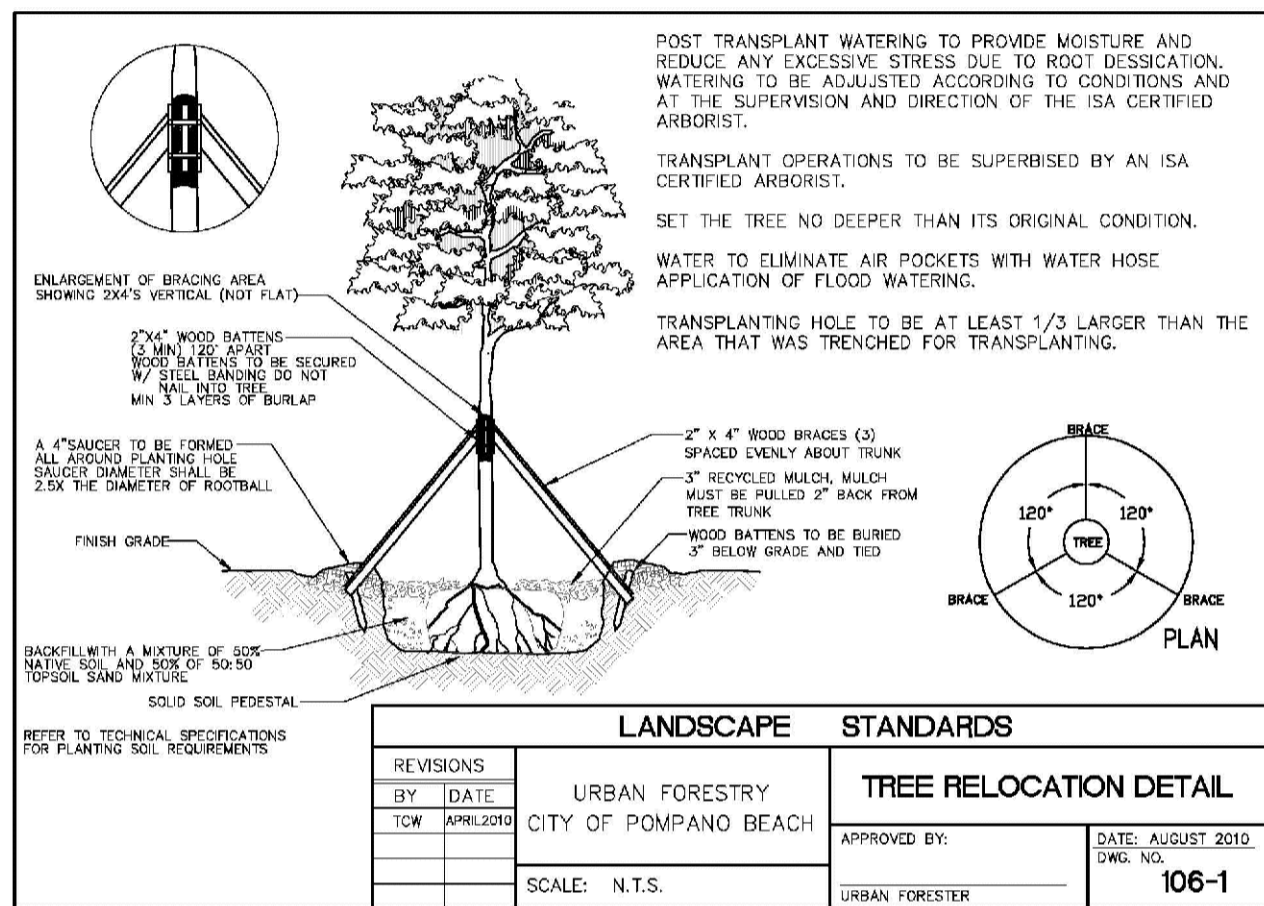 POST TRANSPLANT WATERING TO PROVIDE MOISTURE AND
REDUCE ANY EXCESSIVE STRESS DUE TO ROOT DESSICATION.
WATERING TO BE ADJUJSTED ACCORDING TO CONDITIONS AND
AT THE SUPERVISION AND DIRECTION OF THE ISA CERTIFIED
ARBORIST.
TRANSPLANT OPERATIONS TO BE SUPERBISED BY AN ISA
CERTIFIED ARBORIST.
SET THE TREE NO DEEPER THAN ITS ORIGINAL CONDITION.
WATER TO ELIMINATE AIR POCKETS WITH WATER HOSE
APPLICATION OF FLOOD WATERING.
TRANSPLANTING HOLE TO BE AT LEAST 1/3 LARGER THAN THE
AREA THAT WAS TRENCHED FOR TRANSPLANTING.
ENLARGEMENT OF BRACING AREA
SHOWING 2X4'S VERTICAL (NOT FLAT)
2"X4" WOOD BATTENS
(3 MIN) 120° APART
WOOD BATTENS TO BE SECURED
W/ STEEL BANDING DO NOT
NAIL INTO TREE
MIN 3 LAYERS OF BURLAP
A 4"SAUCER TO BE FORMED
ALL AROUND PLANTING HOLE
SAUCER DIAMETER SHALL BE
2.5X THE DIAMETER OF ROOTBALL
FINISH GRADE
BACKFILLWITH A MIXTURE OF 50%
NATIVE SOIL AND 50% OF 50:50
TOPSOIL SAND MIXTURE
SOLID SOIL PEDESTAL
REFER TO TECHNICAL SPECIFICATIONS
FOR PLANTING SOIL REQUIREMENTS
2" X 4" WOOD BRACES (3)
SPACED EVENLY ABOUT TRUNK
3" RECYCLED MULCH, MULCH
MUST BE PULLED 2" BACK FROM
TREE TRUNK
WOOD BATTENS TO BE BURIED
3" BELOW GRADE AND TIED
BRACE
120° 120°
TREE
120°
BRACE BRACE
PLAN
LANDSCAPE STANDARDS
REVISIONS
BY DATE
TCW APRIL2010
URBAN FORESTRY
CITY OF POMPANO BEACH
SCALE: N.T.S.
TREE RELOCATION DETAIL
APPROVED BY:
URBAN FORESTER
DATE: AUGUST 2010
DWG. NO.
106-1